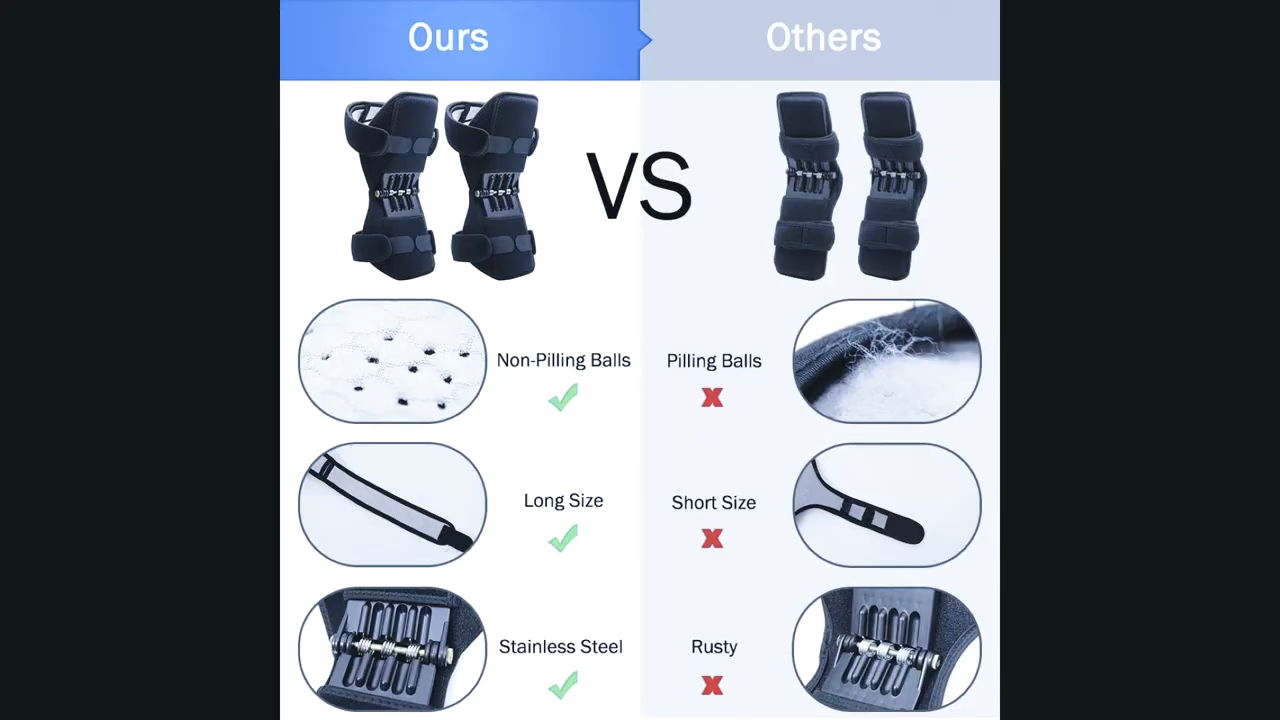 Ours
Others
VS
Non-Pilling Balls
Pilling Balls
Long Size
Short Size
Stainless Steel
Rusty